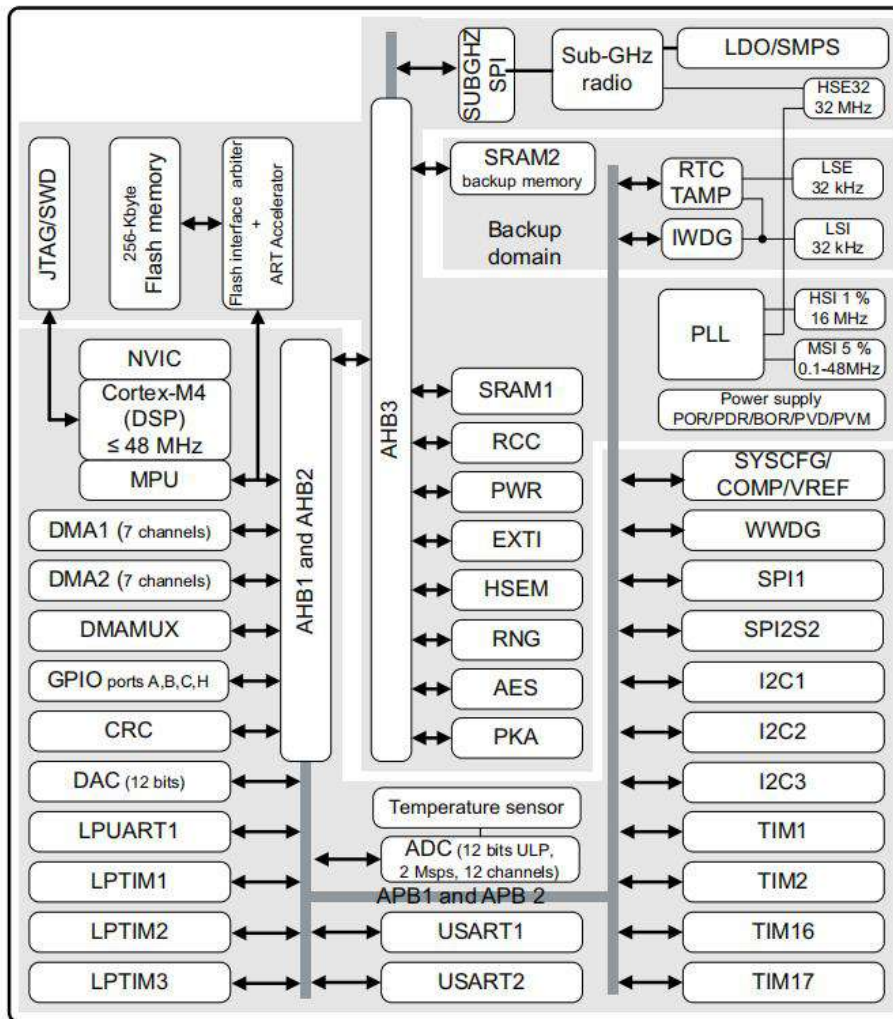 SUBGHZ
SPI
Sub-GHz
radio
LDO/SMPS
HSE32
32 MHz
JTAG/SWD
256-Kbyte
Flash memory
Flash interface arbiter
+
ART Accelerator
SRAM2
backup memory
RTC
TAMP
LSE
32 kHz
Backup
domain
IWDG
LSI
32 kHz
PLL
HSI 1 %
16 MHz
MSI 5 %
0.1-48MHz
Power supply
POR/PDR/BOR/PVD/PVM
NVIC
Cortex-M4
(DSP)
≤ 48 MHz
MPU
DMA1 (7 channels)
DMA2 (7 channels)
DMAMUX
GPIO ports A,B,C,H
CRC
DAC (12 bits)
LPUART1
LPTIM1
LPTIM2
LPTIM3
AHB1 and AHB2
AHB3
SRAM1
RCC
PWR
EXTI
HSEM
RNG
AES
PKA
Temperature sensor
ADC (12 bits ULP,
2 Msps, 12 channels)
APB1 and APB 2
USART1
USART2
SYSCFG/
COMP/VREF
WWDG
SPI1
SPI2S2
I2C1
I2C2
I2C3
TIM1
TIM2
TIM16
TIM17